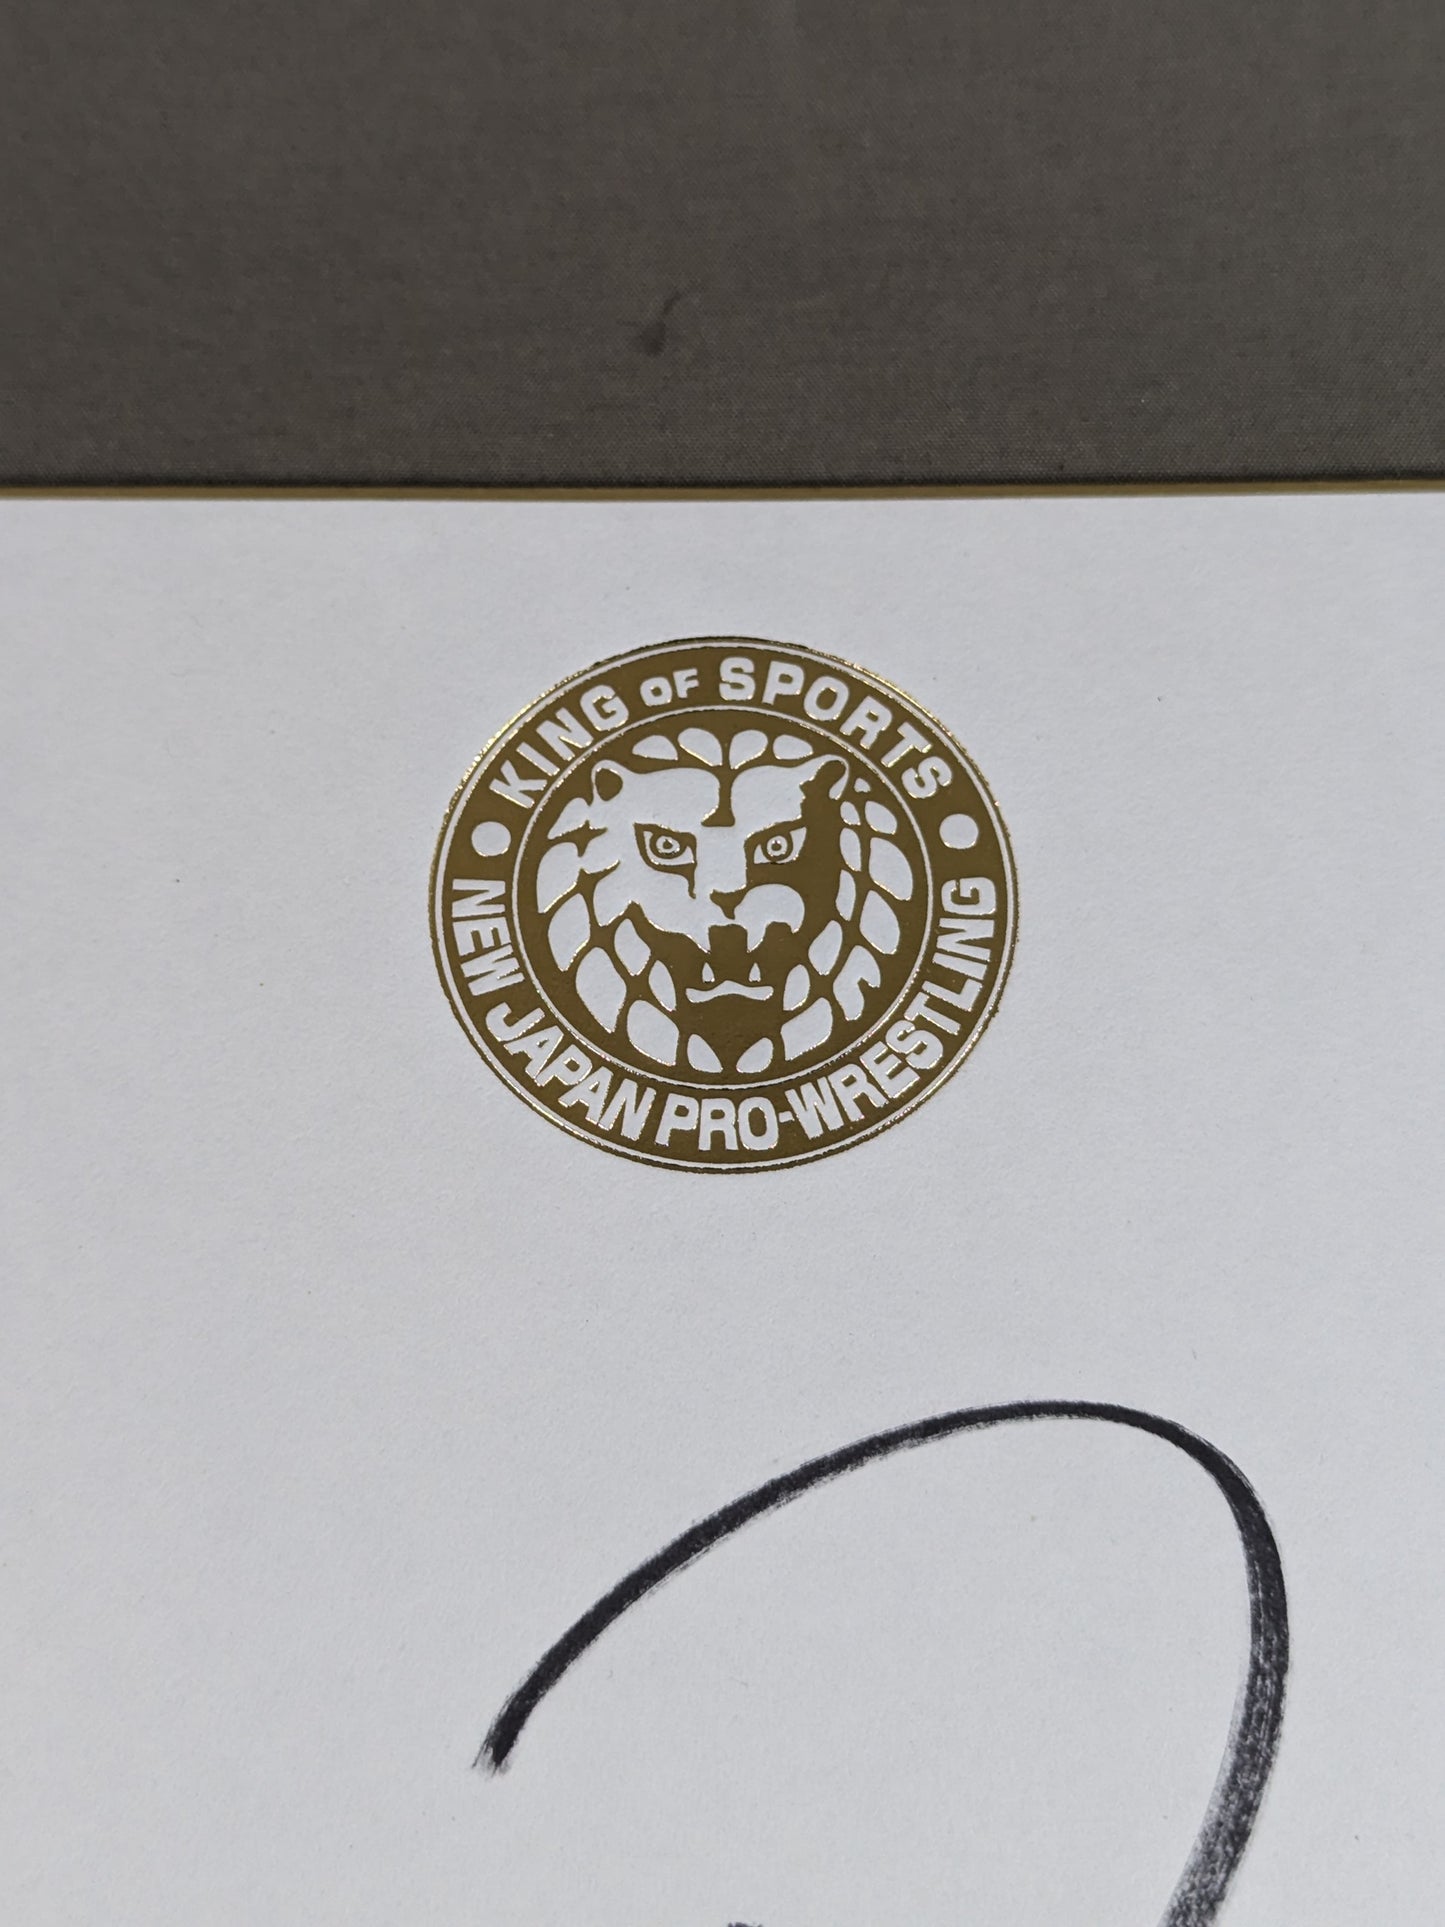 KING OF SPORTS
NEW JAPAN PRO-WRESTLING